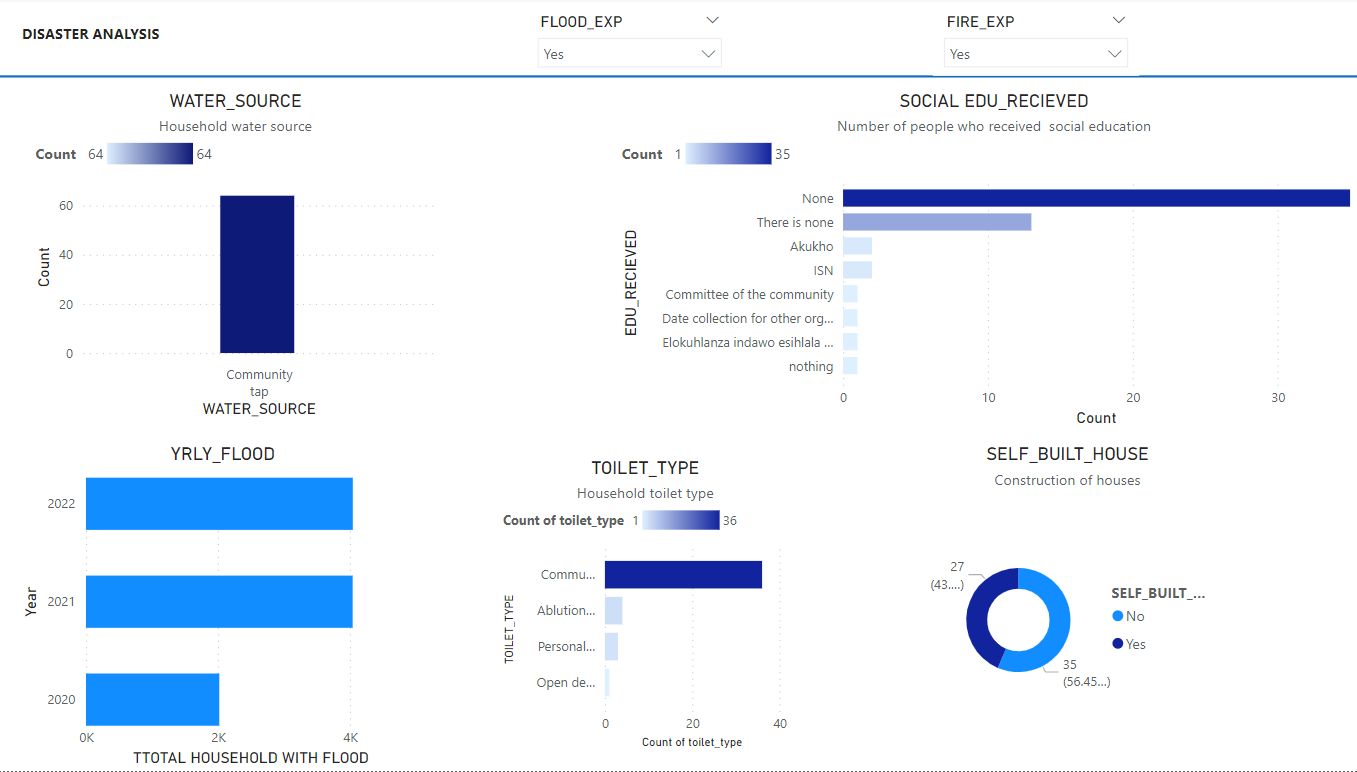 DISASTER ANALYSIS
FLOOD_EXP
Yes
FIRE_EXP
Yes
WATER_SOURCE
Household water source
Count 64 64
Count
60
40
20
0
Community
tap
WATER_SOURCE
SOCIAL EDU_RECIEVED
Number of people who received social education
Count 1 35
EDU_RECIEVED
None
There is none
Akukho
ISN
Committee of the community
Date collection for other org...
Elokuhlanza indawo esihlala ...
nothing
0 10 20 30
Count
YRLY_FLOOD
Year
2022
2021
2020
0K 2K 4K
TTOTAL HOUSEHOLD WITH FLOOD
TOILET_TYPE
Household toilet type
Count of toilet_type 1 36
TOILET_TYPE
Commu...
Ablution...
Personal...
Open de...
0 20 40
Count of toilet_type
SELF_BUILT_HOUSE
Construction of houses
27
(43....)
35
(56.45...)
SELF_BUILT_...
No
Yes